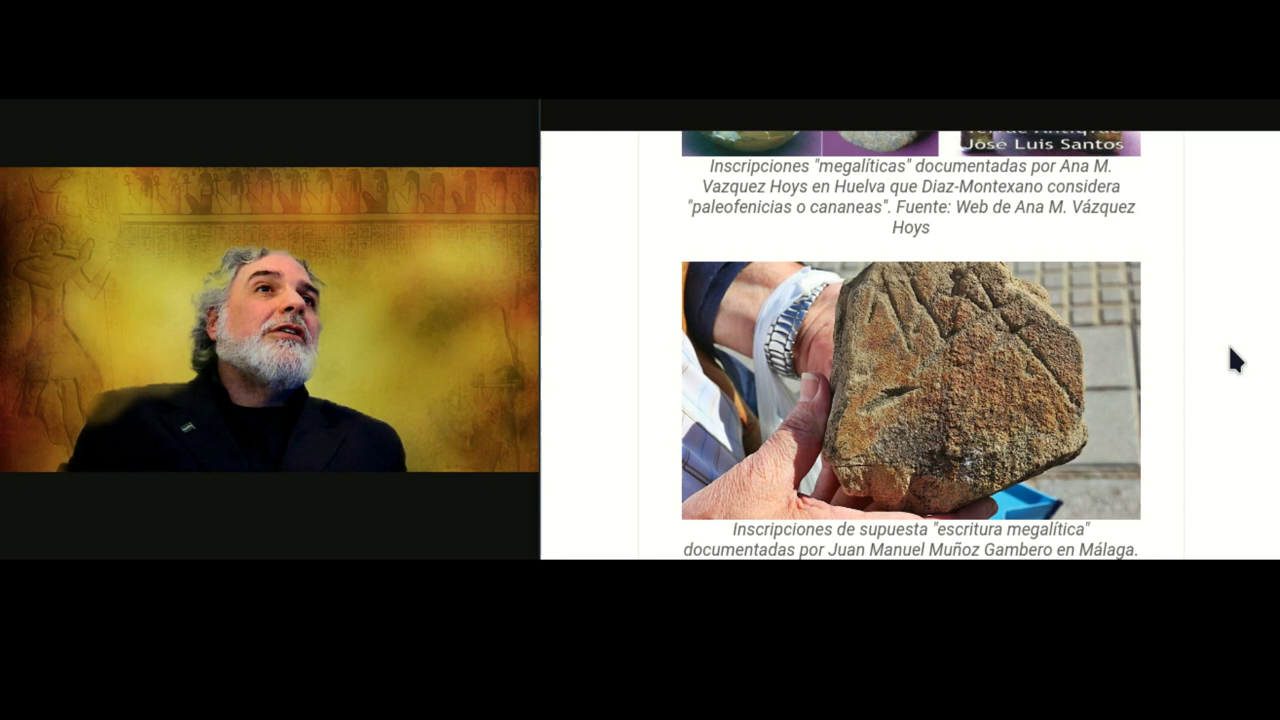 José Luis Santos
Inscripciones "megalíticas" documentadas por Ana M.
Vazquez Hoys en Huelva que Diaz-Montexano considera
"paleofenicias o cananeas". Fuente: Web de Ana M. Vázquez
Hoys
Inscripciones de supuesta "escritura megalítica"
documentadas por Juan Manuel Muñoz Gambero en Málaga.